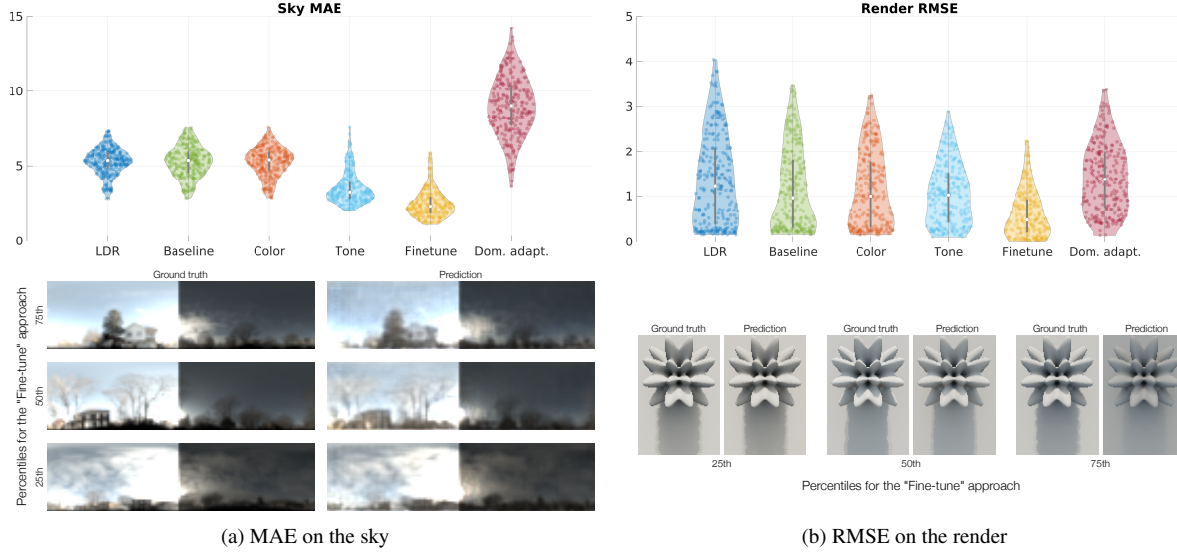 Sky MAE
15
10
5
0
LDR Baseline Color Tone Finetune Dom. adapt.
Ground truth Prediction
Percentiles for the "Fine-tune" approach
75th
50th
25th
(a) MAE on the sky
Render RMSE
5
4
3
2
1
0
LDR Baseline Color Tone Finetune Dom. adapt.
Ground truth Prediction Ground truth Prediction Ground truth Prediction
25th 50th 75th
Percentiles for the "Fine-tune" approach
(b) RMSE on the render